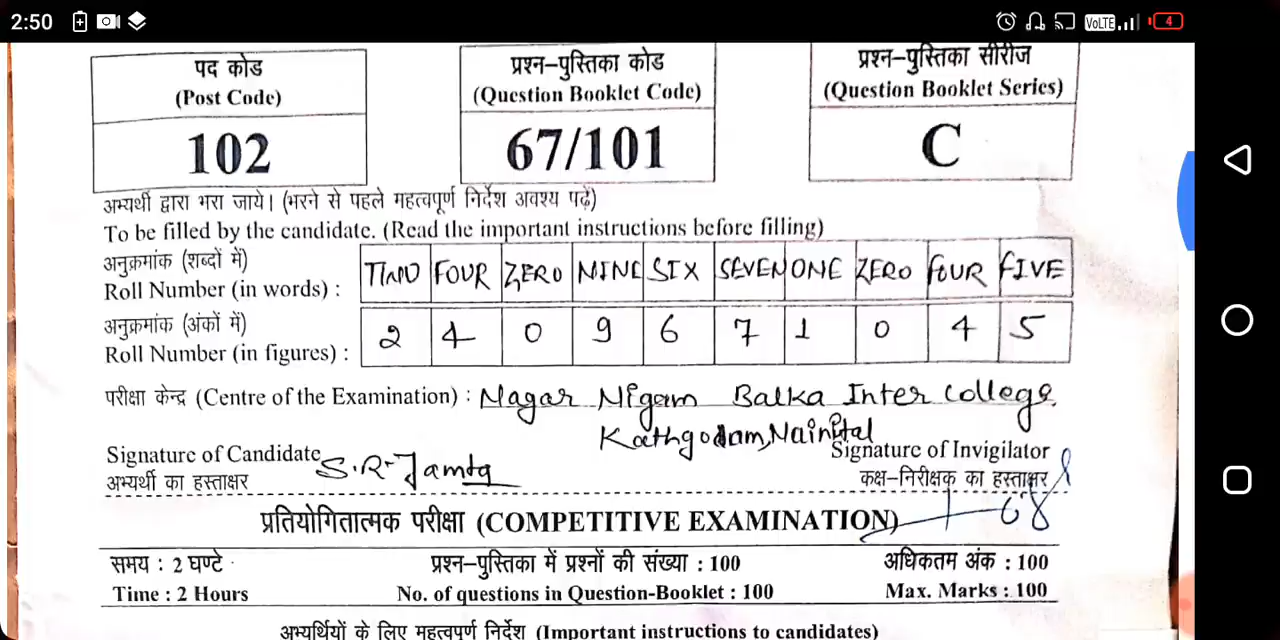 2:50 VoLTE 4
पद कोड
(Post Code)
102
प्रश्न-पुस्तिका कोड
(Question Booklet Code)
67/101
प्रश्न-पुस्तिका सीरीज
(Question Booklet Series)
C
अभ्यर्थी द्वारा भरा जाये। (भरने से पहले महत्वपूर्ण निर्देश अवश्य पढ़ें)
To be filled by the candidate. (Read the important instructions before filling)
अनुक्रमांक (शब्दों में)
Roll Number (in words) : TWO FOUR ZERO NINE SIX SEVEN ONE ZERO FOUR FIVE
अनुक्रमांक (अंकों में)
Roll Number (in figures) : 2 4 0 9 6 7 1 0 4 5
परीक्षा केन्द्र (Centre of the Examination) : Nagar Nigam Balka Inter College,
Kathgodam, Nainital
Signature of Candidate S.R. Jamta
अभ्यर्थी का हस्ताक्षर
Signature of Invigilator
कक्ष-निरीक्षक का हस्ताक्षर
प्रतियोगितात्मक परीक्षा (COMPETITIVE EXAMINATION)
समय : 2 घण्टे प्रश्न-पुस्तिका में प्रश्नों की संख्या : 100 अधिकतम अंक : 100
Time : 2 Hours No. of questions in Question-Booklet : 100 Max. Marks : 100
अभ्यर्थियों के लिए महत्वपूर्ण निर्देश (Important instructions to candidates)